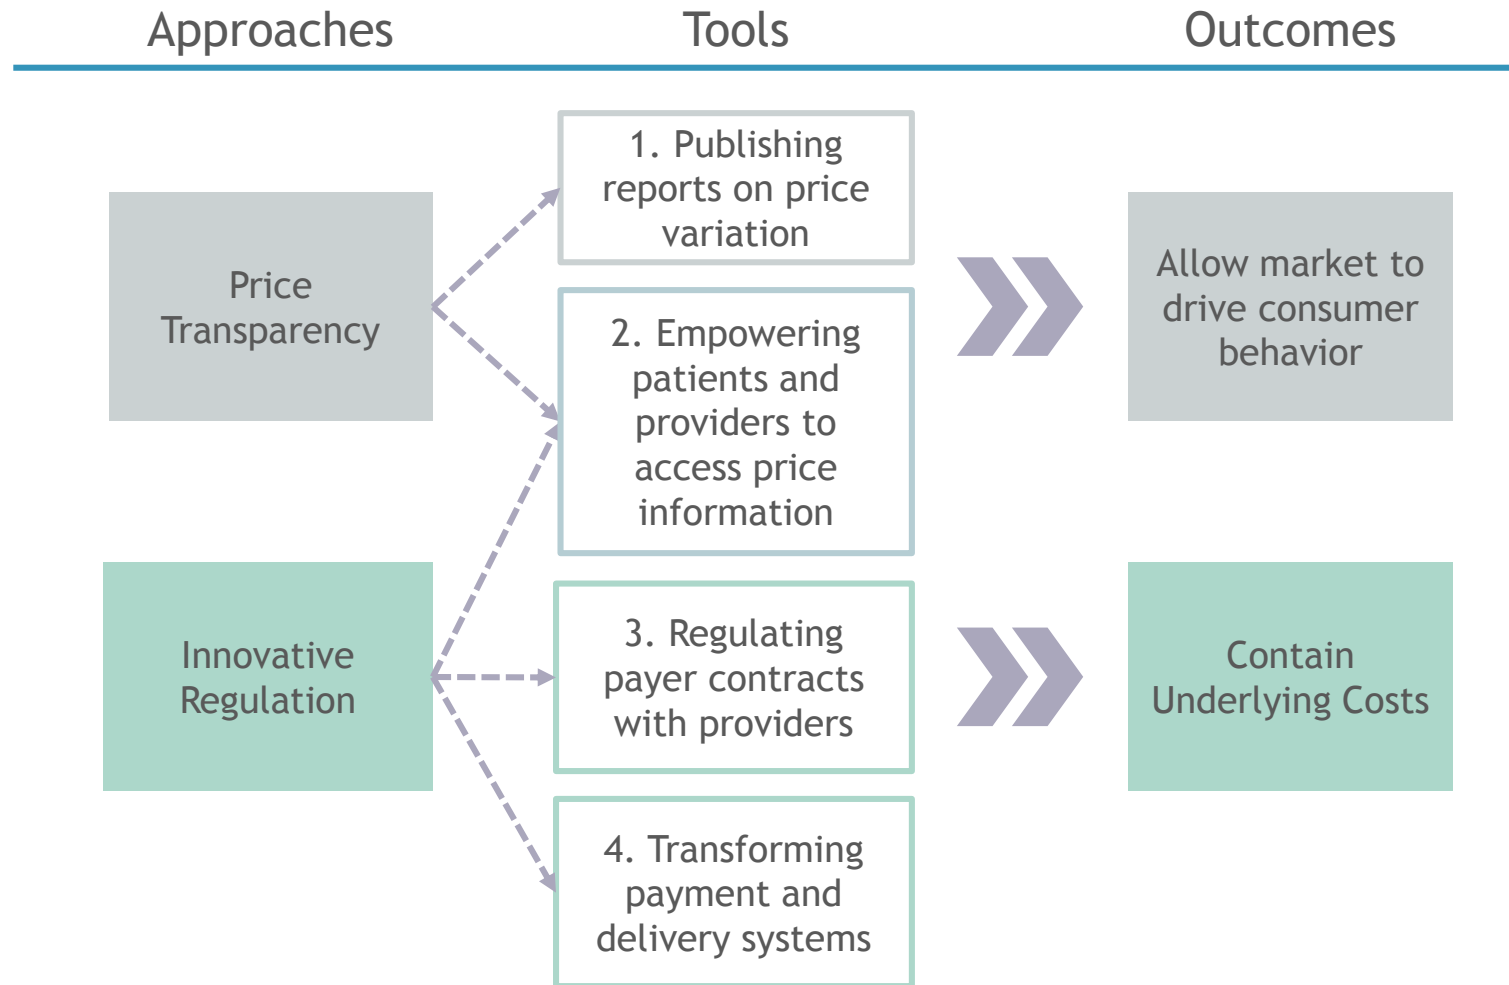 Approaches
Tools
Outcomes
Price
Transparency
1. Publishing
reports on price
variation
2. Empowering
patients and
providers to
access price
information
Allow market to
drive consumer
behavior
Innovative
Regulation
3. Regulating
payer contracts
with providers
4. Transforming
payment and
delivery systems
Contain
Underlying Costs